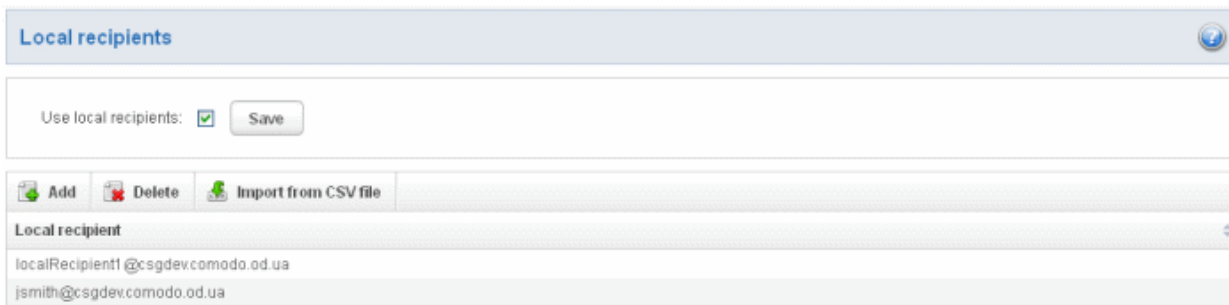 Local recipients
Use local recipients: Save
Add Delete Import from CSV file
Local recipient
localRecipient1@csgdev.comodo.od.ua
jsmith@csgdev.comodo.od.ua